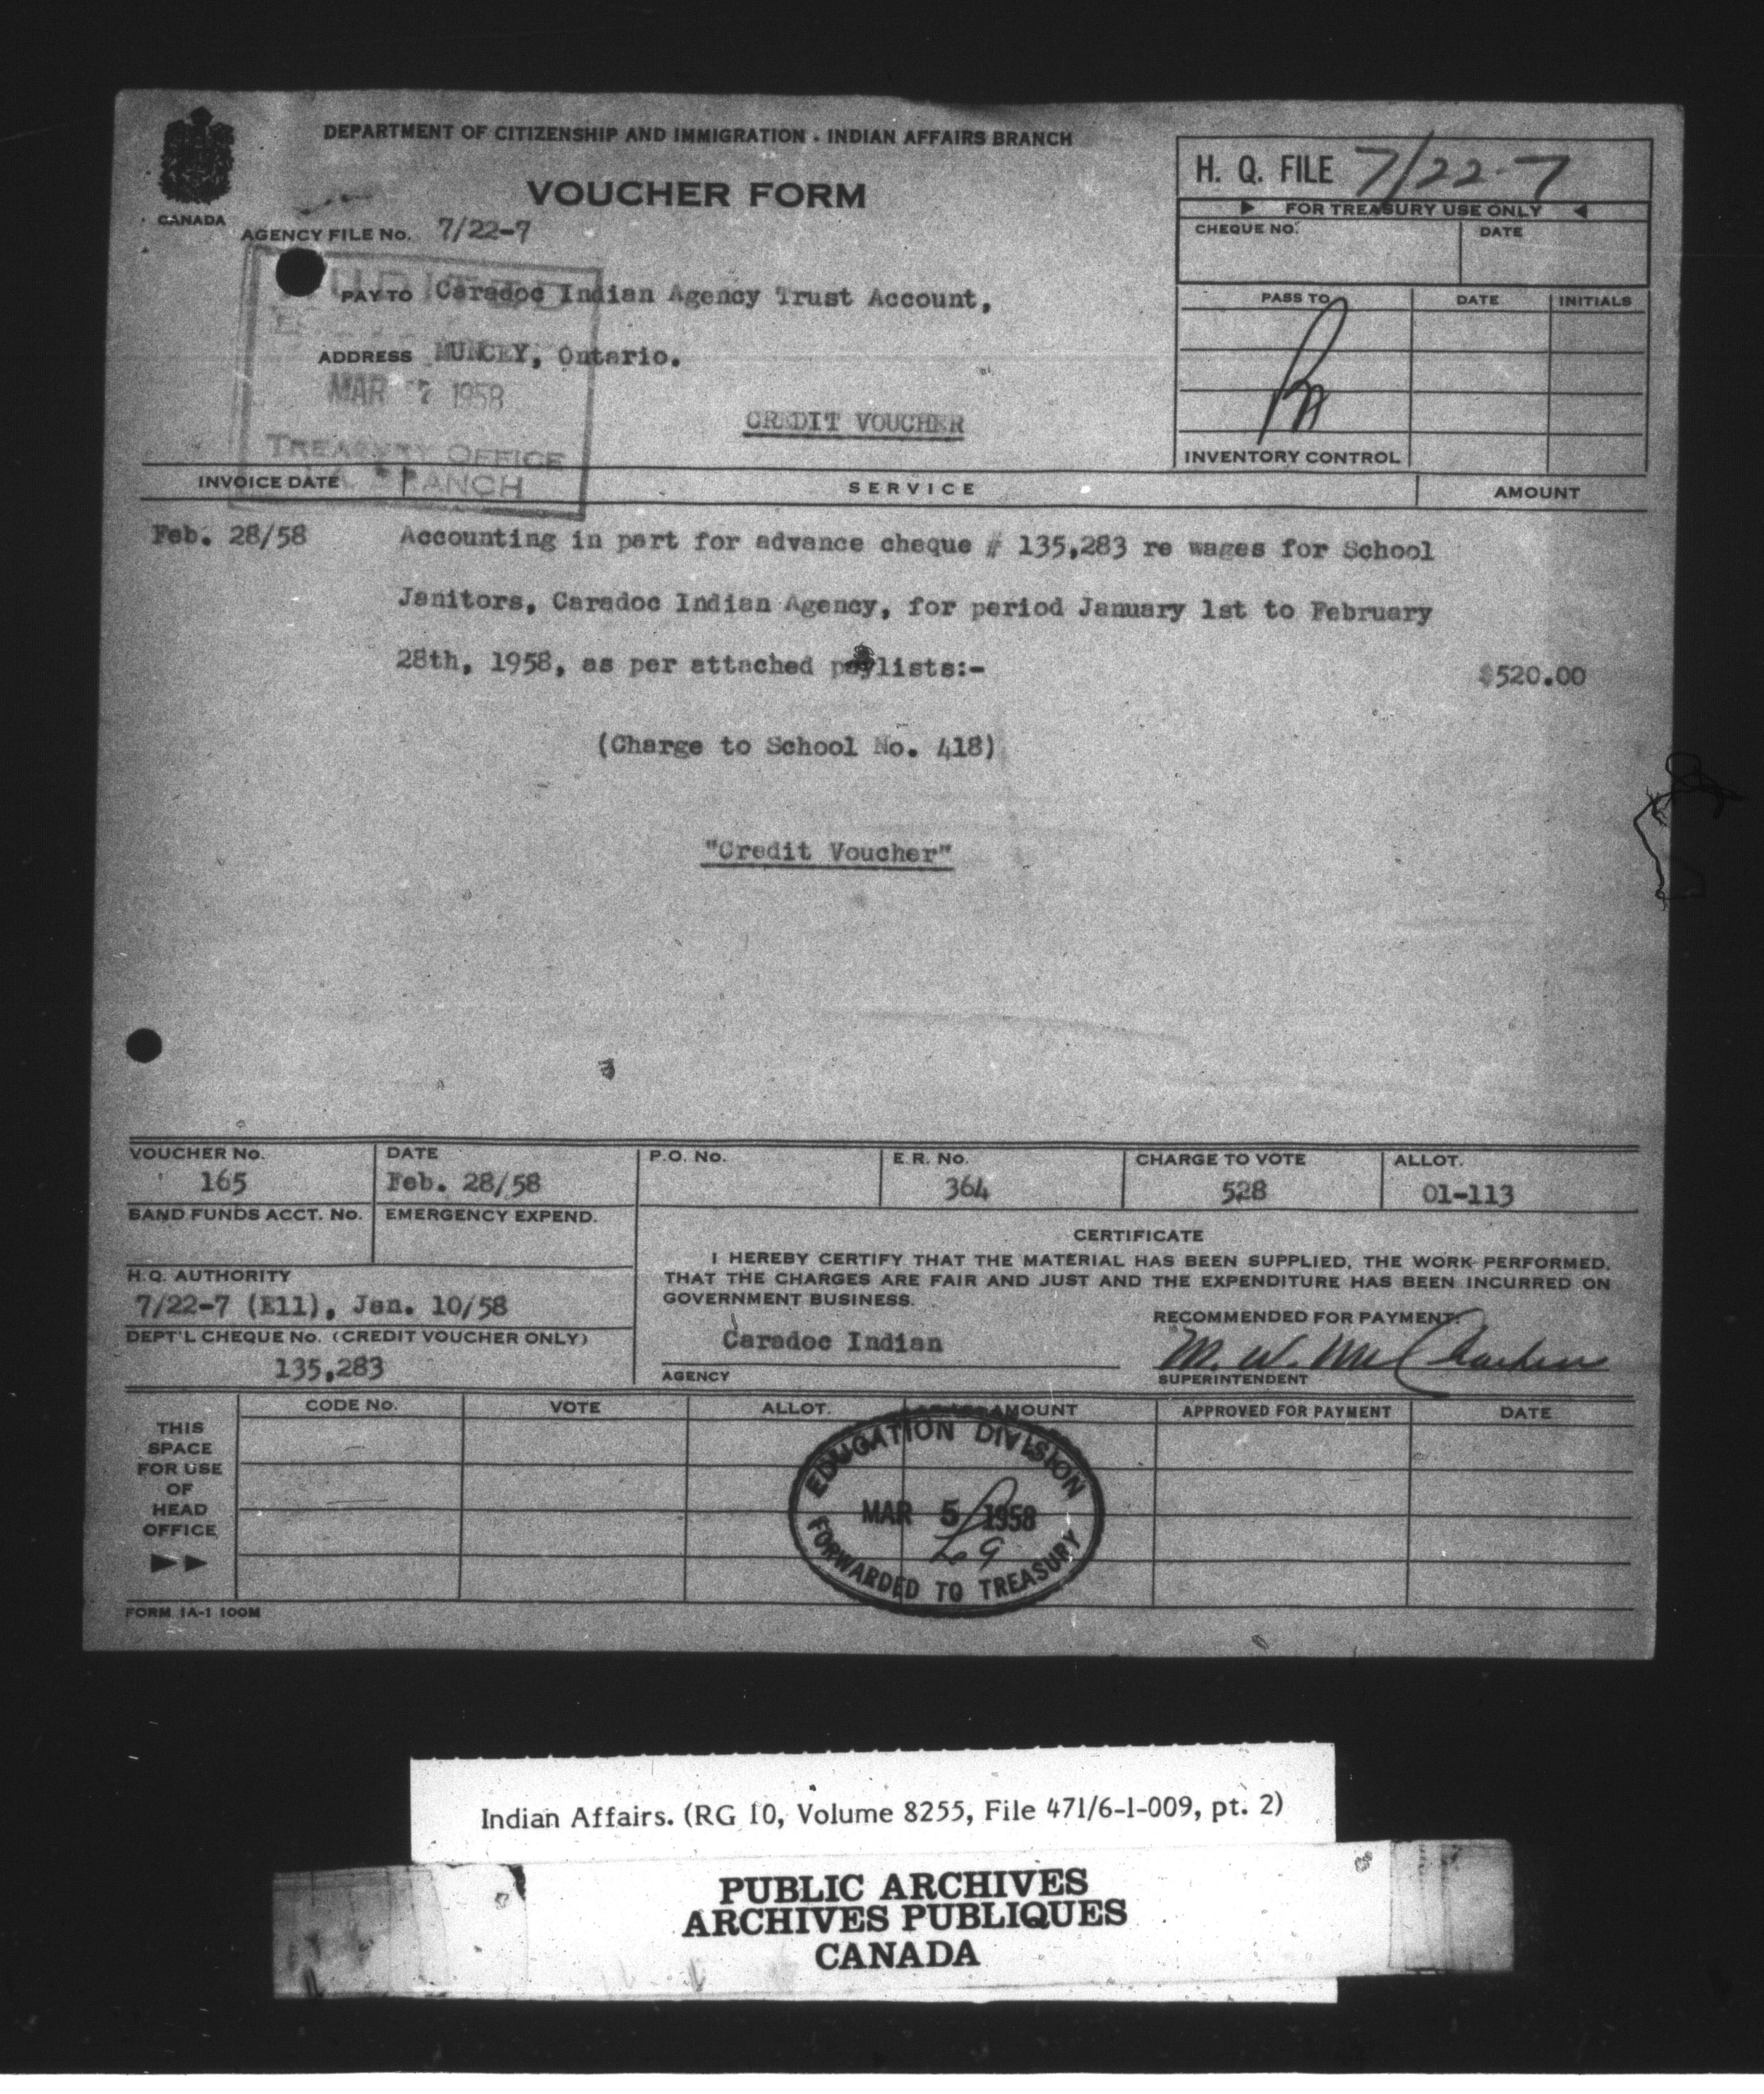 DEPARTMENT OF CITIZENSHIP AND IMMIGRATION - INDIAN AFFAIRS BRANCH
VOUCHER FORM
CANADA
AGENCY FILE No. 7/22-7
H. Q. FILE 7/22-7
FOR TREASURY USE ONLY
CHEQUE NO. DATE
PASS TO DATE INITIALS
INVENTORY CONTROL
PAY TO Caradoc Indian Agency Trust Account,
ADDRESS MUNCEY, Ontario.
MAR 7 1958
TREASURY OFFICE
BRANCH
CREDIT VOUCHER
INVOICE DATE SERVICE AMOUNT
Feb. 28/58 Accounting in part for advance cheque # 135,283 re wages for School
Janitors, Caradoc Indian Agency, for period January 1st to February
28th, 1958, as per attached paylists:- $520.00
(Charge to School No. 418)
"Credit Voucher"
VOUCHER No. DATE P.O. No. E.R. No. CHARGE TO VOTE ALLOT.
165 Feb. 28/58 364 528 01-113
BAND FUNDS ACCT. No. EMERGENCY EXPEND.
CERTIFICATE
I HEREBY CERTIFY THAT THE MATERIAL HAS BEEN SUPPLIED, THE WORK PERFORMED,
THAT THE CHARGES ARE FAIR AND JUST AND THE EXPENDITURE HAS BEEN INCURRED ON
GOVERNMENT BUSINESS.
H.Q. AUTHORITY
7/22-7 (E11), Jan. 10/58
DEPT'L CHEQUE No. (CREDIT VOUCHER ONLY)
135,283
RECOMMENDED FOR PAYMENT:
Caradoc Indian
AGENCY
M. W. McCracken
SUPERINTENDENT
THIS
SPACE
FOR USE
OF
HEAD
OFFICE
CODE No. VOTE ALLOT. AMOUNT APPROVED FOR PAYMENT DATE
EDUCATION DIVISION
MAR 5 1958
FORWARDED TO TREASURY
FORM 1A-1 100M
Indian Affairs. (RG 10, Volume 8255, File 471/6-1-009, pt. 2)
PUBLIC ARCHIVES
ARCHIVES PUBLIQUES
CANADA